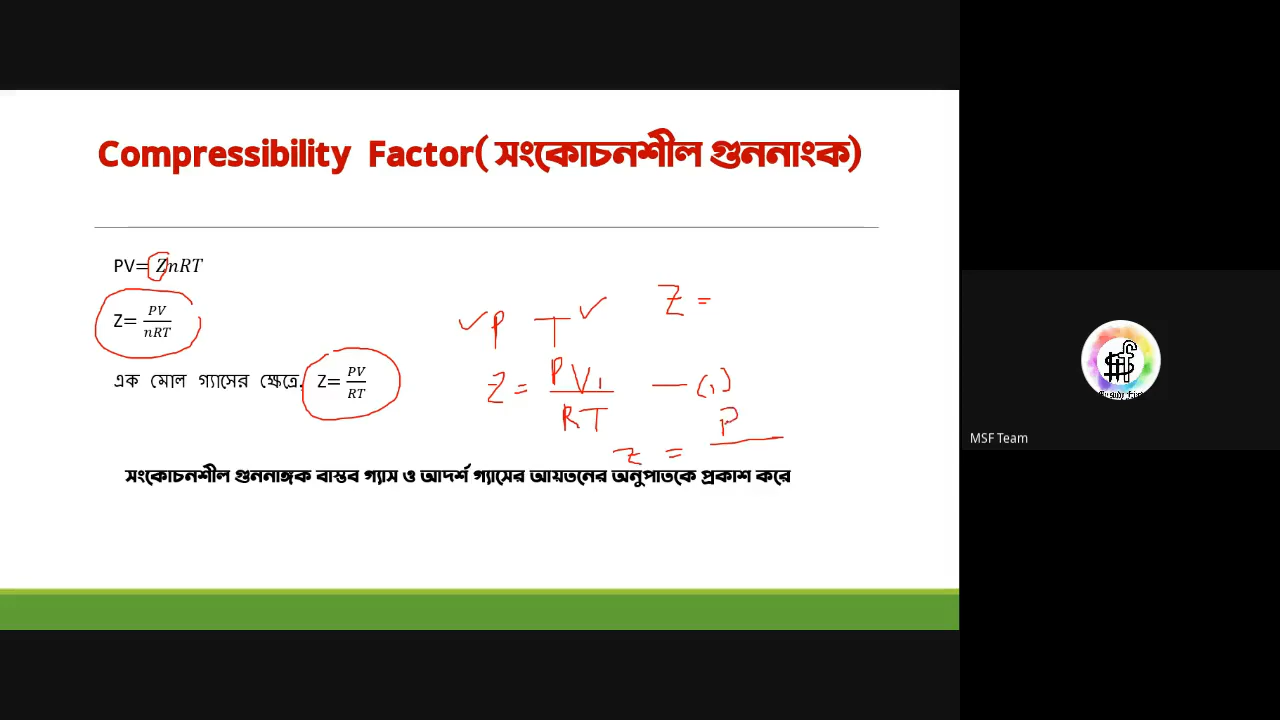 Compressibility Factor( সংকোচনশীল গুননাংক)
PV= ZnRT
Z= PV/nRT
এক মোল গ্যাসের ক্ষেত্রে, Z= PV/RT
✓P T✓ Z =
Z = PV₁/RT — (1)
Z = P/
সংকোচনশীল গুননাঙ্গক বাস্তব গ্যাস ও আদর্শ গ্যাসের আয়তনের অনুপাতকে প্রকাশ করে
MSF Team